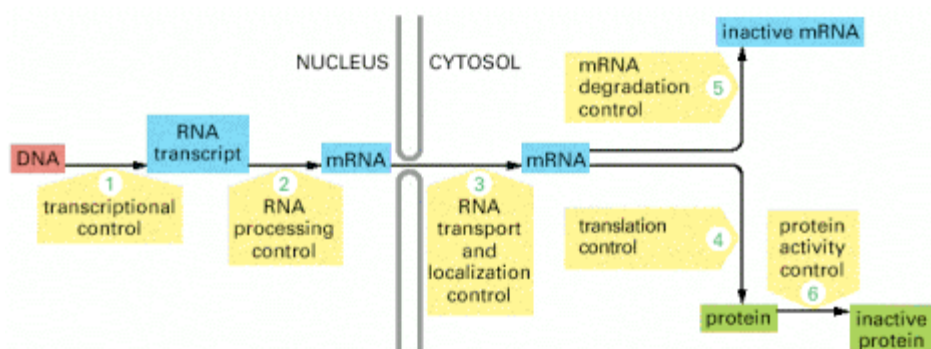 inactive mRNA
NUCLEUS
CYTOSOL
mRNA
degradation
control
5
DNA
RNA
transcript
mRNA
mRNA
1
transcriptional
control
2
RNA
processing
control
3
RNA
transport
and
localization
control
translation
control
4
protein
activity
control
6
protein
inactive
protein